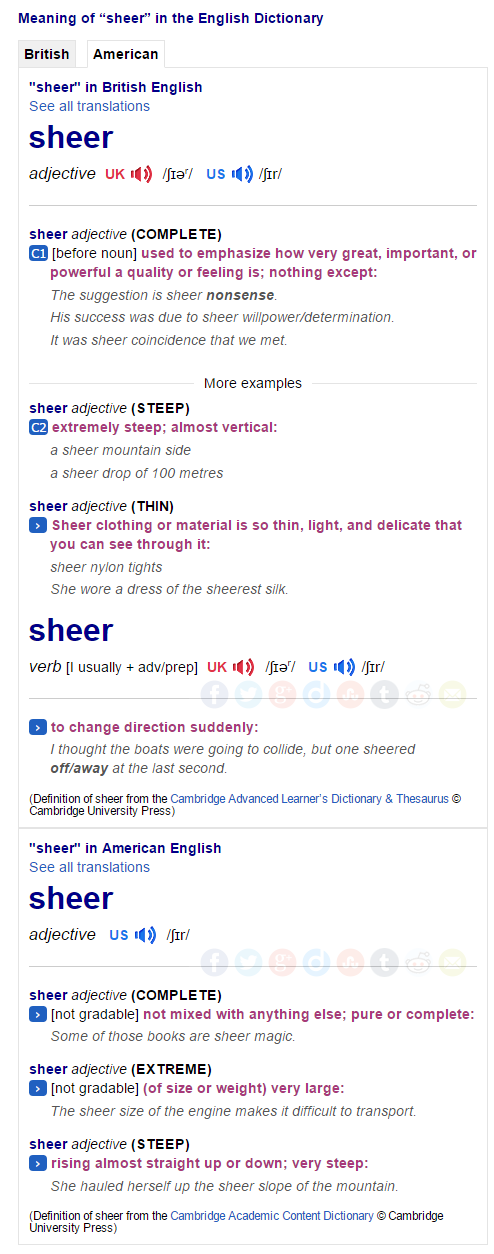 Meaning of “sheer” in the English Dictionary
British American
"sheer" in British English
See all translations
sheer
adjective UK /ʃɪəʳ/ US /ʃɪr/
sheer adjective (COMPLETE)
C1 [before noun] used to emphasize how very great, important, or
powerful a quality or feeling is; nothing except:
The suggestion is sheer nonsense.
His success was due to sheer willpower/determination.
It was sheer coincidence that we met.
More examples
sheer adjective (STEEP)
C2 extremely steep; almost vertical:
a sheer mountain side
a sheer drop of 100 metres
sheer adjective (THIN)
› Sheer clothing or material is so thin, light, and delicate that
you can see through it:
sheer nylon tights
She wore a dress of the sheerest silk.
sheer
verb [I usually + adv/prep] UK /ʃɪəʳ/ US /ʃɪr/
› to change direction suddenly:
I thought the boats were going to collide, but one sheered
off/away at the last second.
(Definition of sheer from the Cambridge Advanced Learner’s Dictionary & Thesaurus ©
Cambridge University Press)
"sheer" in American English
See all translations
sheer
adjective US /ʃɪr/
sheer adjective (COMPLETE)
› [not gradable] not mixed with anything else; pure or complete:
Some of those books are sheer magic.
sheer adjective (EXTREME)
› [not gradable] (of size or weight) very large:
The sheer size of the engine makes it difficult to transport.
sheer adjective (STEEP)
› rising almost straight up or down; very steep:
She hauled herself up the sheer slope of the mountain.
(Definition of sheer from the Cambridge Academic Content Dictionary © Cambridge
University Press)